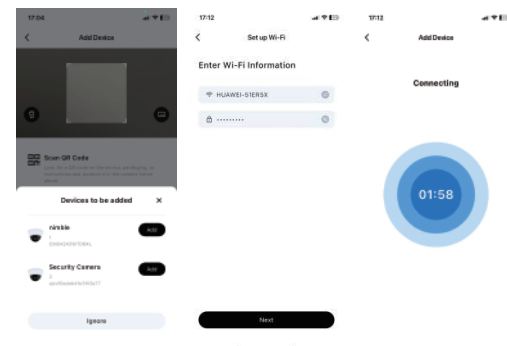 17:04
Add Device
Scan QR Code
Devices to be added
nimble
Add
Security Camera
Add
Ignore
17:12
Set up Wi-Fi
Enter Wi-Fi Information
HUAWEI-51ER5X
Next
17:12
Add Device
Connecting
01:58